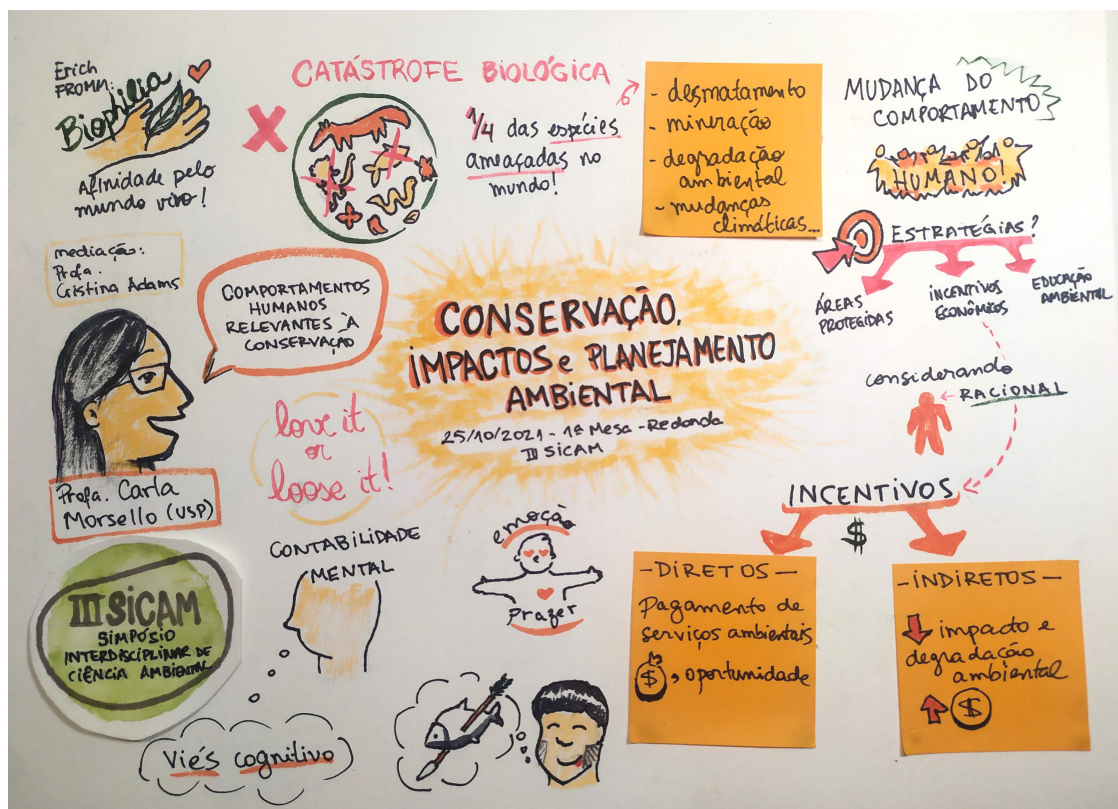 Erich
FROMM:
Biophilia
Afinidade pelo
mundo vivo!
X
CATÁSTROFE BIOLÓGICA
1/4 das espécies
ameaçadas no
mundo!
- desmatamento
- mineração
- degradação
ambiental
- mudanças
climáticas...
MUDANÇA DO
COMPORTAMENTO
HUMANO!
ESTRATÉGIAS?
ÁREAS
PROTEGIDAS
INCENTIVOS
ECONÔMICOS
EDUCAÇÃO
AMBIENTAL
considerando
RACIONAL
mediação:
Profa.
Cristina Adams
COMPORTAMENTOS
HUMANOS
RELEVANTES À
CONSERVAÇÃO
Profa. Carla
Morsello (USP)
CONSERVAÇÃO,
IMPACTOS e PLANEJAMENTO
AMBIENTAL
25/10/2021 - 1ª Mesa - Redonda
III SICAM
love it
or
loose it!
INCENTIVOS
$
- DIRETOS -
Pagamento de
serviços ambientais
$, oportunidade
- INDIRETOS -
impacto e
degradação
ambiental
$
III SiCAM
SIMPÓSIO
INTERDISCIPLINAR DE
CIÊNCIA AMBIENTAL
CONTABILIDADE
MENTAL
Viés cognitivo
emoção
Prazer